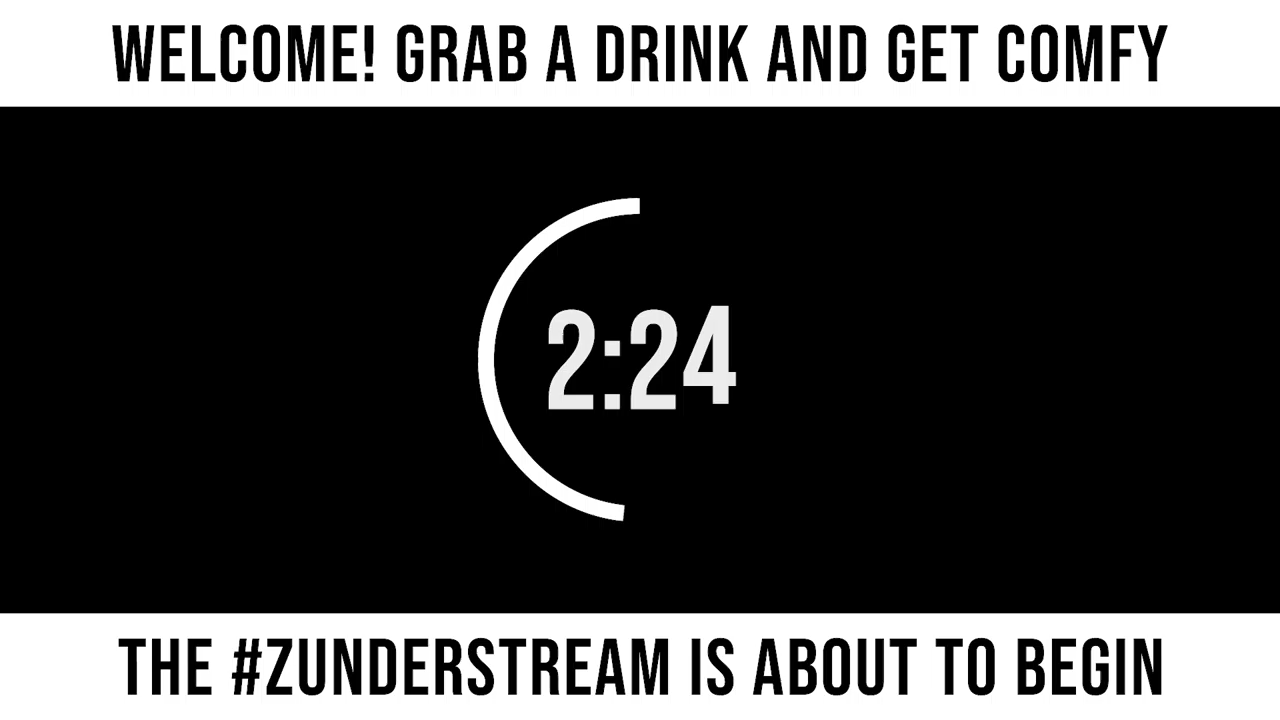 WELCOME! GRAB A DRINK AND GET COMFY
2:24
THE #ZUNDERSTREAM IS ABOUT TO BEGIN